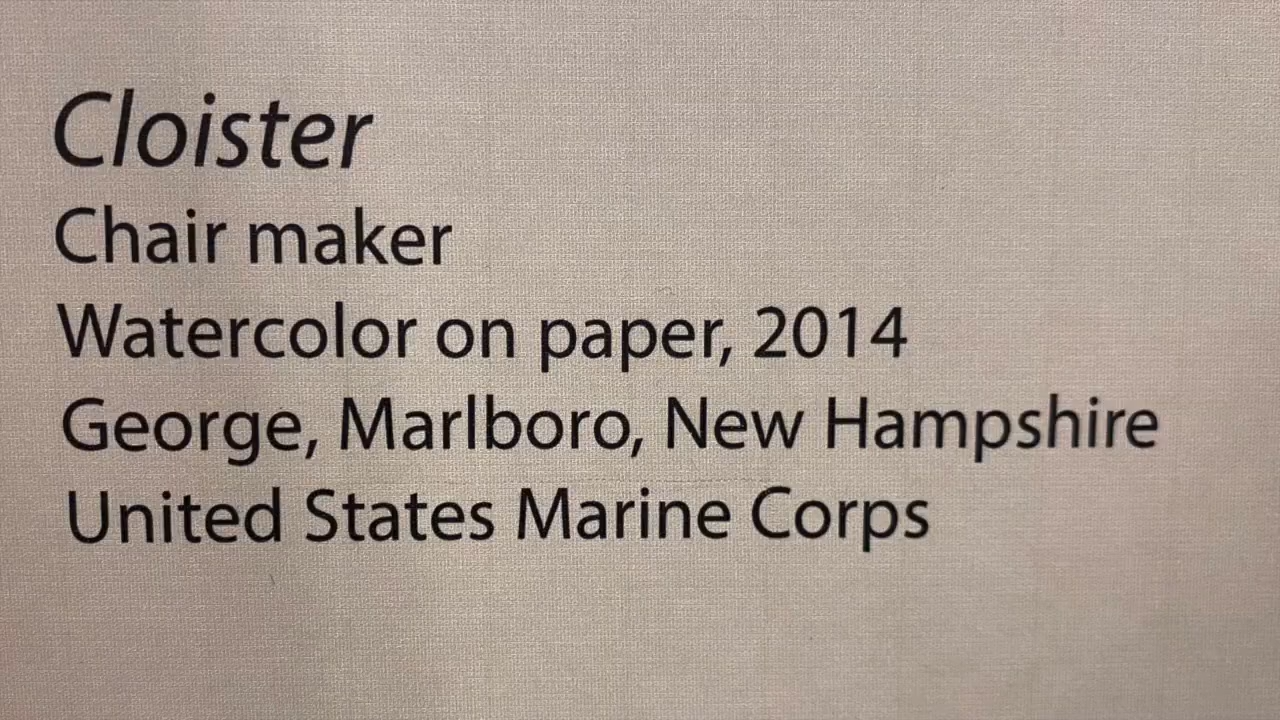 Cloister
Chair maker
Watercolor on paper, 2014
George, Marlboro, New Hampshire
United States Marine Corps